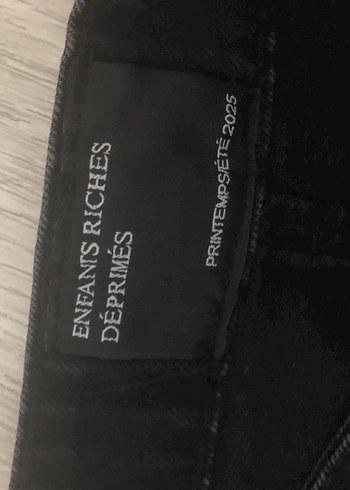 ENFANTS RICHES
DÉPRIMÉS
PRINTEMPS/ÉTÉ 2025